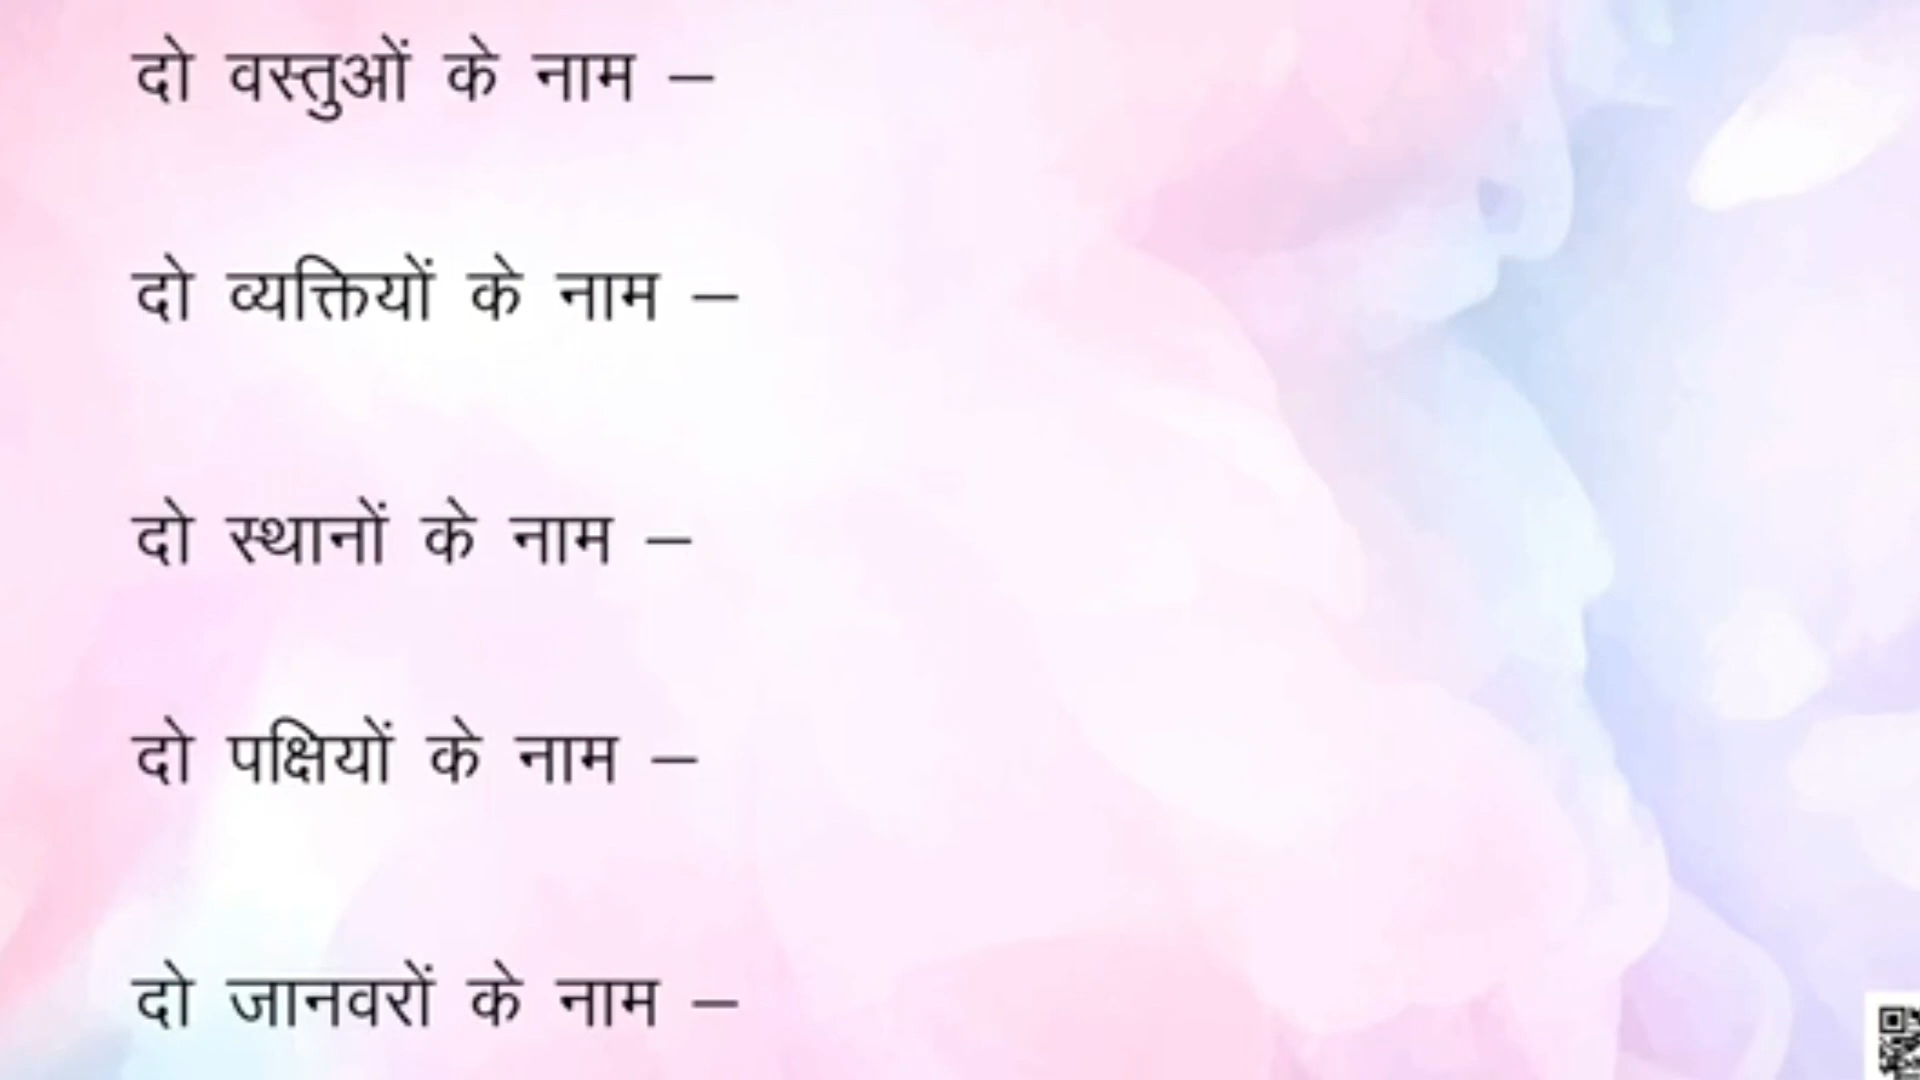 दो वस्तुओं के नाम –
दो व्यक्तियों के नाम –
दो स्थानों के नाम –
दो पक्षियों के नाम –
दो जानवरों के नाम –